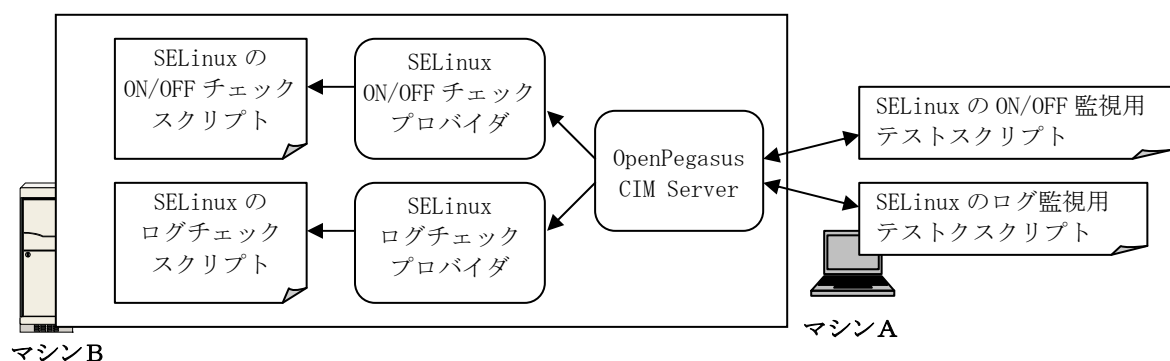 SELinux の
ON/OFF チェック
スクリプト
SELinux
ON/OFF チェック
プロバイダ
OpenPegasus
CIM Server
SELinux の ON/OFF 監視用
テストスクリプト
SELinux の
ログチェック
スクリプト
SELinux
ログチェック
プロバイダ
SELinux のログ監視用
テストクスクリプト
マシンA
マシンB